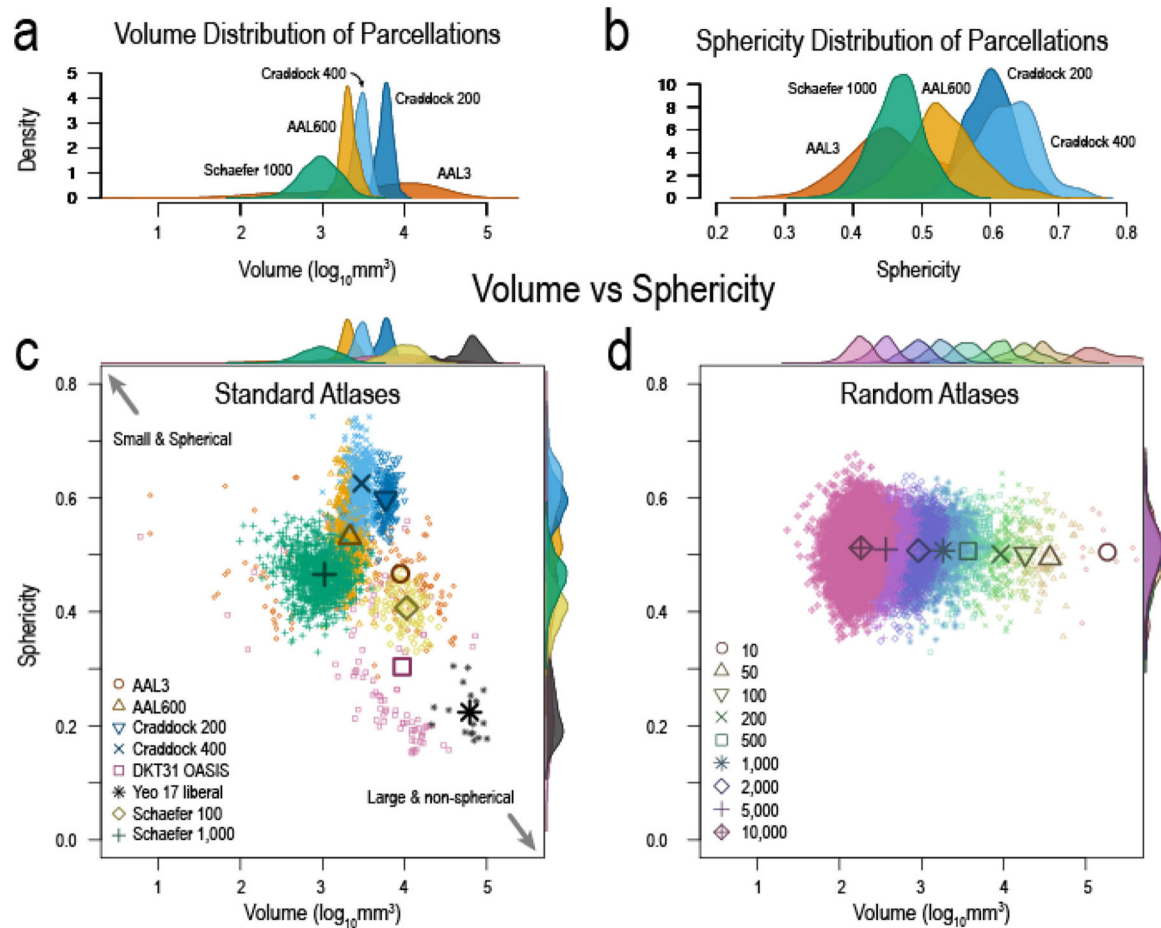 a
Volume Distribution of Parcellations
Density
5
4
3
2
1
0
Craddock 400
Craddock 200
AAL600
Schaefer 1000
AAL3
1 2 3 4 5
Volume (log10mm³)
b
Sphericity Distribution of Parcellations
10
8
6
4
2
0
Schaefer 1000
AAL600
Craddock 200
AAL3
Craddock 400
0.2 0.3 0.4 0.5 0.6 0.7 0.8
Sphericity
Volume vs Sphericity
c
Standard Atlases
Small & Spherical
Sphericity
0.8
0.6
0.4
0.2
0.0
AAL3
AAL600
Craddock 200
Craddock 400
DKT31 OASIS
Yeo 17 liberal
Schaefer 100
Schaefer 1,000
Large & non-spherical
1 2 3 4 5
Volume (log10mm³)
d
Random Atlases
0.8
0.6
0.4
0.2
0.0
10
50
100
200
500
1,000
2,000
5,000
10,000
1 2 3 4 5
Volume (log10mm³)